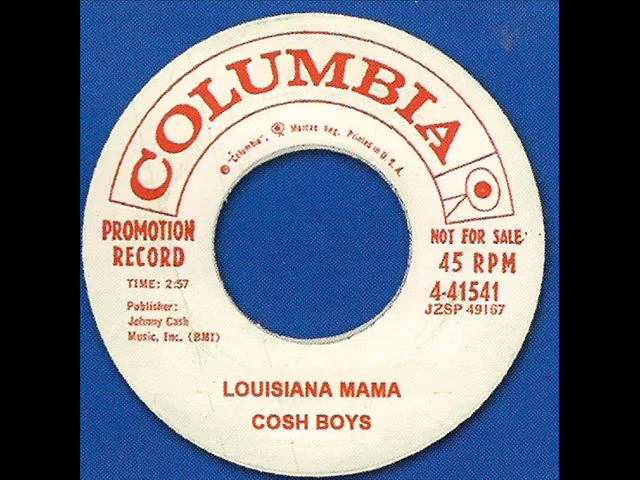 COLUMBIA
® "Columbia", Marcas Reg. Printed in U.S.A.
PROMOTION
RECORD
TIME: 2:57
Publisher:
Johnny Cash
Music, Inc. (BMI)
NOT FOR SALE
45 RPM
4-41541
JZSP 49167
LOUISIANA MAMA
COSH BOYS